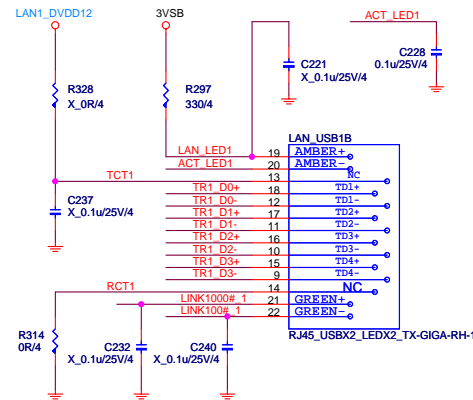 LAN1_DVDD12
3VSB
ACT_LED1
R328
X_0R/4
R297
330/4
C221
X_0.1u/25V/4
C228
0.1u/25V/4
LAN_USB1B
LAN_LED1 19 AMBER+
ACT_LED1 20 AMBER-
TCT1 13 NC
TR1_D0+ 18 TD1+
TR1_D0- 12 TD1-
TR1_D1+ 17 TD2+
TR1_D1- 11 TD2-
TR1_D2+ 16 TD3+
TR1_D2- 10 TD3-
TR1_D3+ 15 TD4+
TR1_D3- 9 TD4-
RCT1 14 NC
LINK1000#_1 21 GREEN+
LINK100#_1 22 GREEN-
C237
X_0.1u/25V/4
R314
0R/4
C232
X_0.1u/25V/4
C240
X_0.1u/25V/4
RJ45_USBX2_LEDX2_TX-GIGA-RH-1